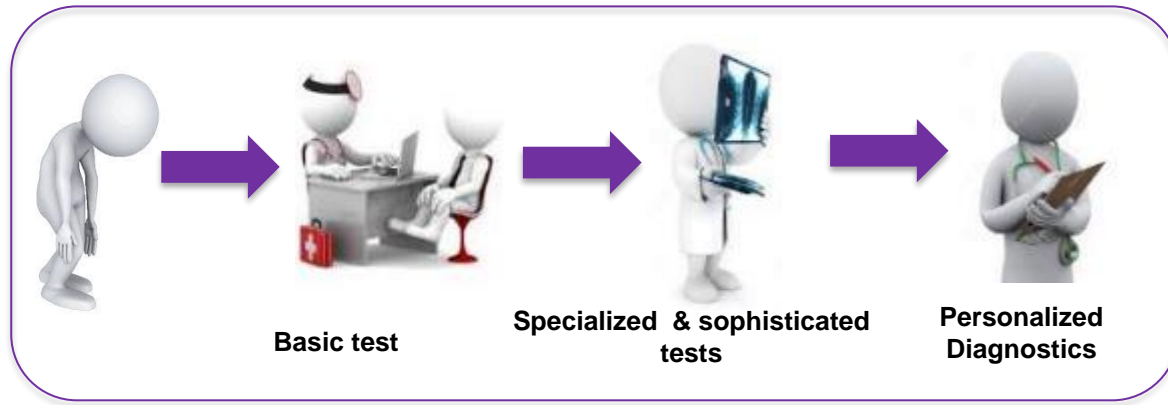 Basic test
Specialized & sophisticated
tests
Personalized
Diagnostics